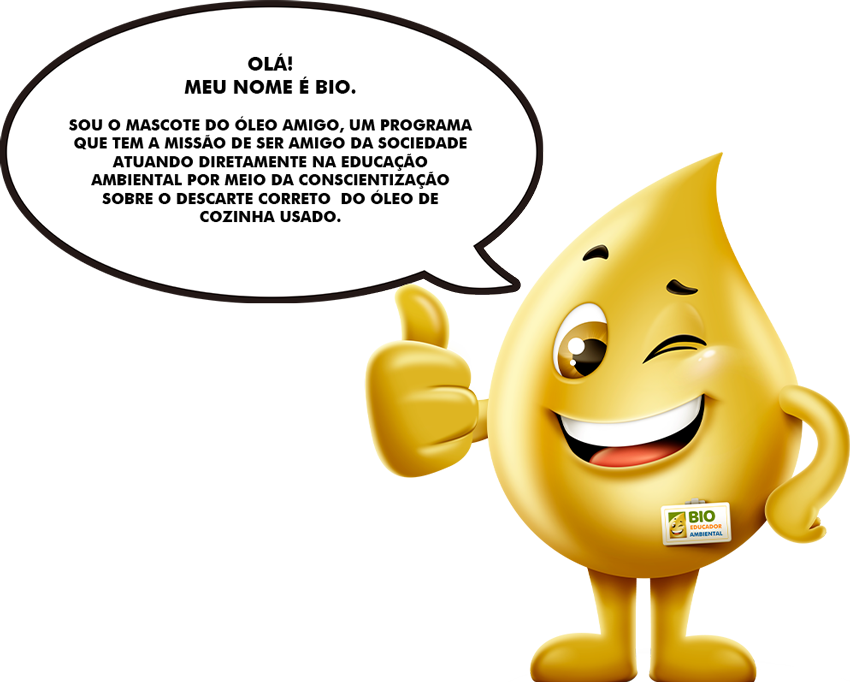 OLÁ!
MEU NOME É BIO.
SOU O MASCOTE DO ÓLEO AMIGO, UM PROGRAMA
QUE TEM A MISSÃO DE SER AMIGO DA SOCIEDADE
ATUANDO DIRETAMENTE NA EDUCAÇÃO
AMBIENTAL POR MEIO DA CONSCIENTIZAÇÃO
SOBRE O DESCARTE CORRETO  DO ÓLEO DE
COZINHA USADO.
BIO
EDUCADOR
AMBIENTAL